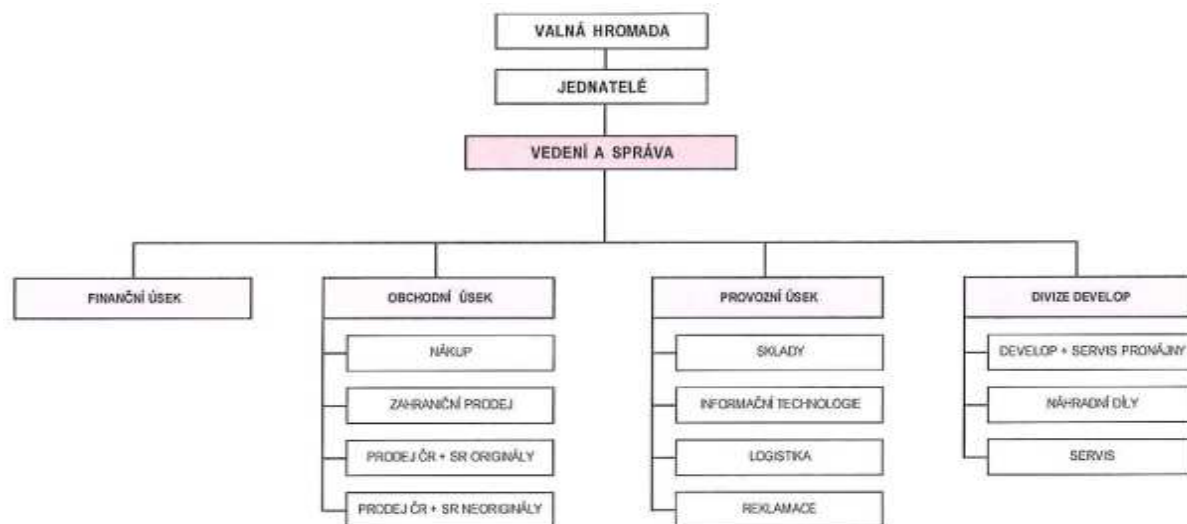 VALNÁ HROMADA
JEDNATELÉ
VEDENÍ A SPRÁVA
FINANČNÍ ÚSEK
OBCHODNÍ ÚSEK
PROVOZNÍ ÚSEK
DIVIZE DEVELOP
NÁKUP
SKLADY
DEVELOP + SERVIS PRONÁJNY
ZAHRANIČNÍ PRODEJ
INFORMAČNÍ TECHNOLOGIE
NÁHRADNÍ DÍLY
PRODEJ ČR + SR ORIGINÁLY
LOGISTIKA
SERVIS
PRODEJ ČR + SR NEORIGINÁLY
REKLAMACE